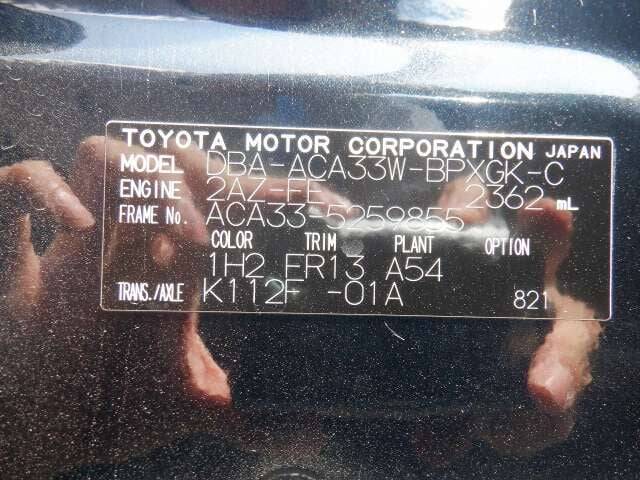 TOYOTA MOTOR CORPORATION JAPAN
MODEL DBA-ACA33W-BPXGK-C
ENGINE 2AZ-FE 2362 mL
FRAME No. ACA33-5259855
COLOR TRIM PLANT OPTION
1H2 FR13 A54
TRANS./AXLE K112F -01A 821